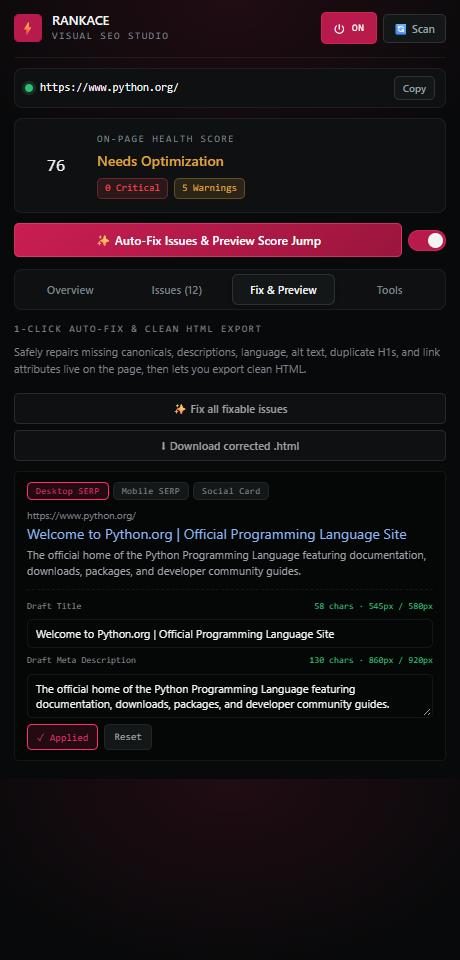 RANKACE
VISUAL SEO STUDIO
ON
Scan
https://www.python.org/
Copy
76
ON-PAGE HEALTH SCORE
Needs Optimization
0 Critical
5 Warnings
✨ Auto-Fix Issues & Preview Score Jump
Overview
Issues (12)
Fix & Preview
Tools
1-CLICK AUTO-FIX & CLEAN HTML EXPORT
Safely repairs missing canonicals, descriptions, language, alt text, duplicate H1s, and link
attributes live on the page, then lets you export clean HTML.
✨ Fix all fixable issues
⬇ Download corrected .html
Desktop SERP
Mobile SERP
Social Card
https://www.python.org/
Welcome to Python.org | Official Programming Language Site
The official home of the Python Programming Language featuring documentation,
downloads, packages, and developer community guides.
Draft Title
58 chars · 545px / 580px
Welcome to Python.org | Official Programming Language Site
Draft Meta Description
130 chars · 860px / 920px
The official home of the Python Programming Language featuring
documentation, downloads, packages, and developer community guides.
✓ Applied
Reset